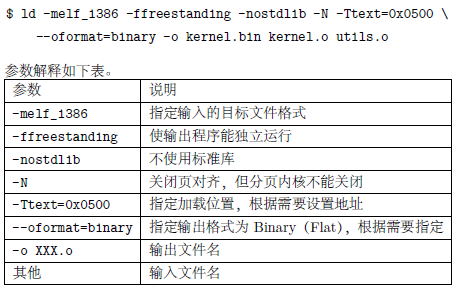 $ ld -melf_i386 -ffreestanding -nostdlib -N -Ttext=0x0500 \
--oformat=binary -o kernel.bin kernel.o utils.o
参数解释如下表。
参数 说明
-melf_i386 指定输入的目标文件格式
-ffreestanding 使输出程序能独立运行
-nostdlib 不使用标准库
-N 关闭页对齐，但分页内核不能关闭
-Ttext=0x0500 指定加载位置，根据需要设置地址
--oformat=binary 指定输出格式为 Binary (Flat)，根据需要指定
-o XXX.o 输出文件名
其他 输入文件名